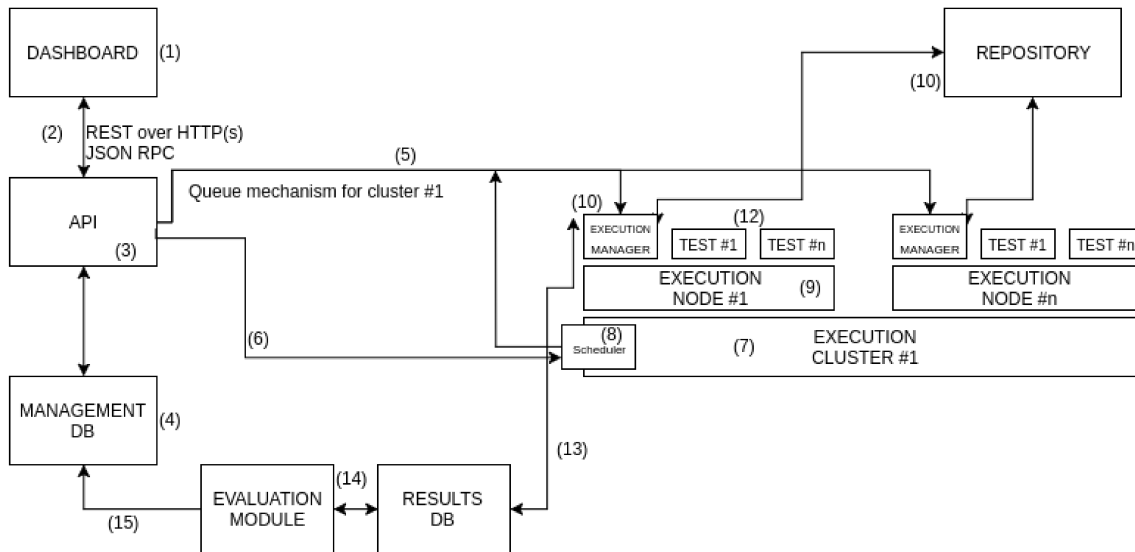 DASHBOARD
(1)
REPOSITORY
(10)
(2)
REST over HTTP(s)
JSON RPC
(5)
Queue mechanism for cluster #1
API
(3)
(10)
(12)
EXECUTION
MANAGER
TEST #1
TEST #n
EXECUTION
MANAGER
TEST #1
TEST #n
EXECUTION
NODE #1
(9)
EXECUTION
NODE #n
(6)
(8)
Scheduler
(7)
EXECUTION
CLUSTER #1
MANAGEMENT
DB
(4)
(13)
(14)
EVALUATION
MODULE
RESULTS
DB
(15)